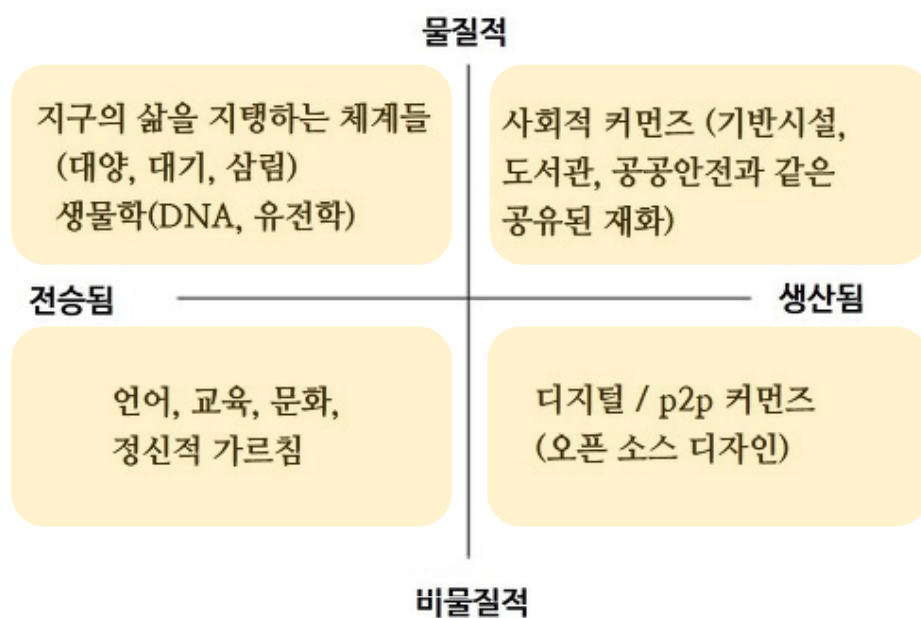 물질적
지구의 삶을 지탱하는 체계들
(대양, 대기, 삼림)
생물학(DNA, 유전학)
사회적 커먼즈 (기반시설,
도서관, 공공안전과 같은
공유된 재화)
전승됨
생산됨
언어, 교육, 문화,
정신적 가르침
디지털 / p2p 커먼즈
(오픈 소스 디자인)
비물질적